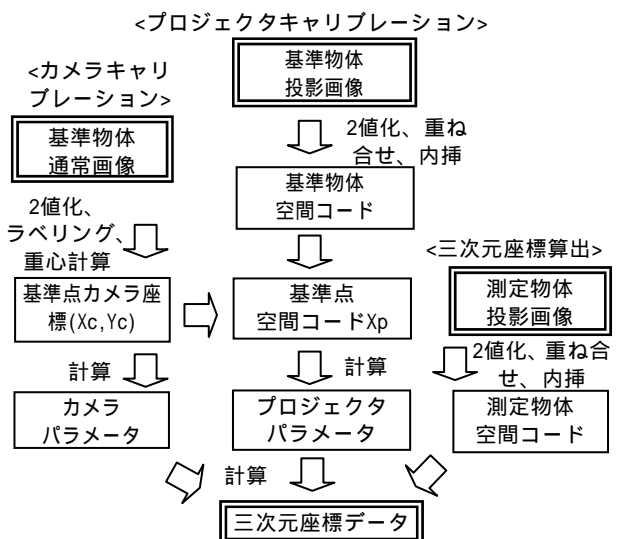 <プロジェクタキャリブレーション>
基準物体
投影画像
<カメラキャリ
ブレーション>
基準物体
通常画像
2値化、重ね
合せ、内挿
基準物体
空間コード
2値化、
ラベリング、
重心計算
<三次元座標算出>
基準点カメラ座
標(Xc,Yc)
基準点
空間コードXp
測定物体
投影画像
2値化、重ね合
せ、内挿
計算
計算
カメラ
パラメータ
プロジェクタ
パラメータ
測定物体
空間コード
計算
三次元座標データ